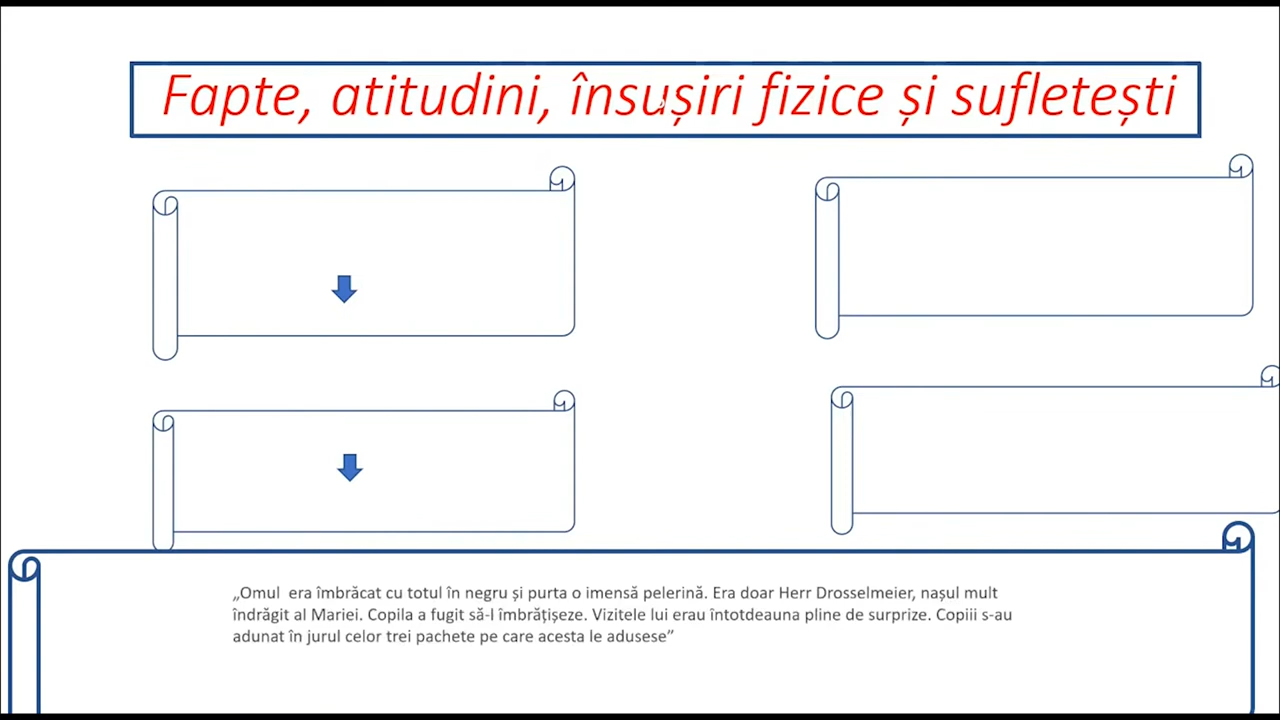 Fapte, atitudini, însușiri fizice și sufletești
„Omul era îmbrăcat cu totul în negru și purta o imensă pelerină. Era doar Herr Drosselmeier, nașul mult
îndrăgit al Mariei. Copila a fugit să-l îmbrățișeze. Vizitele lui erau întotdeauna pline de surprize. Copiii s-au
adunat în jurul celor trei pachete pe care acesta le adusese”